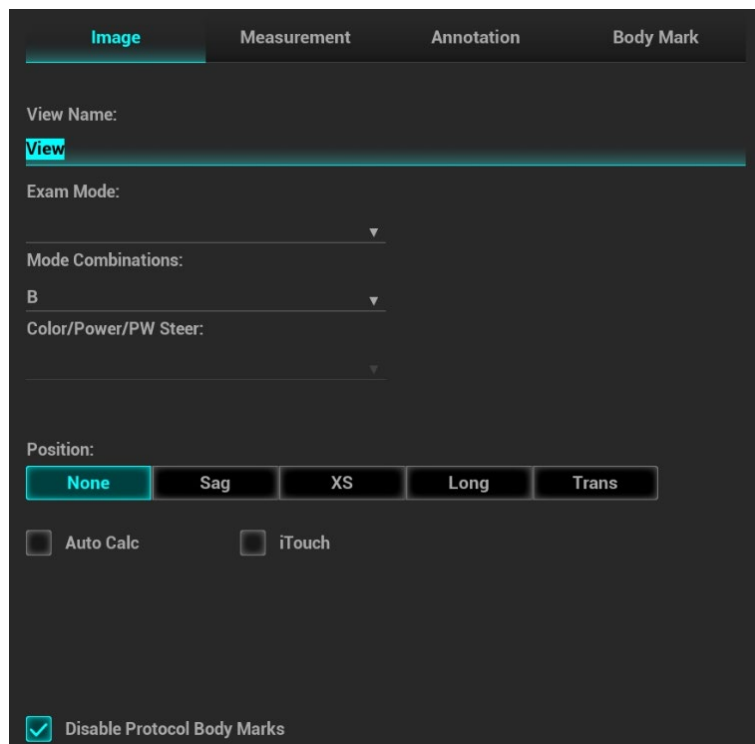 Image Measurement Annotation Body Mark
View Name:
View
Exam Mode:
Mode Combinations:
B
Color/Power/PW Steer:
Position:
None Sag XS Long Trans
Auto Calc iTouch
Disable Protocol Body Marks